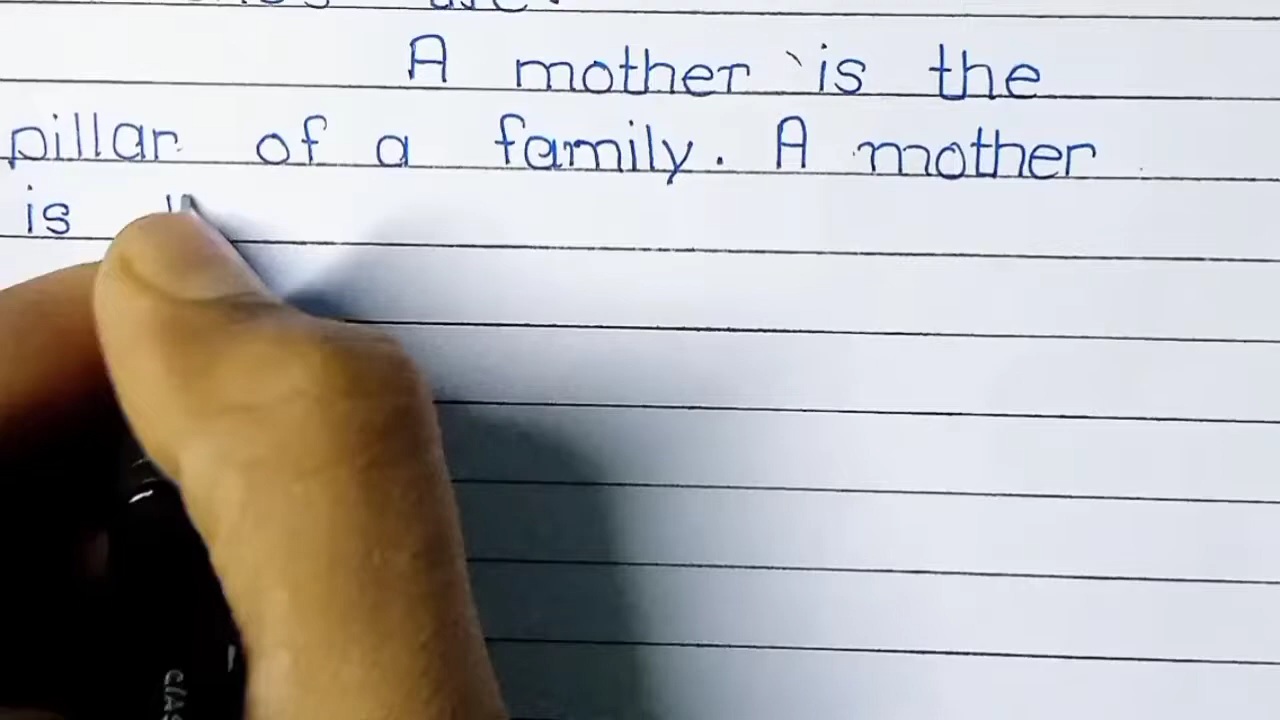 A mother is the
pillar of a family. A mother
is